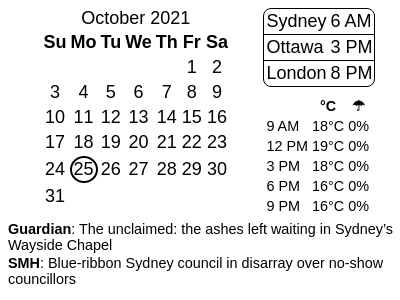 October 2021
Su Mo Tu We Th Fr Sa
1 2
3 4 5 6 7 8 9
10 11 12 13 14 15 16
17 18 19 20 21 22 23
24 25 26 27 28 29 30
31
Sydney 6 AM
Ottawa 3 PM
London 8 PM
°C ☂
9 AM 18°C 0%
12 PM 19°C 0%
3 PM 18°C 0%
6 PM 16°C 0%
9 PM 16°C 0%
Guardian: The unclaimed: the ashes left waiting in Sydney’s
Wayside Chapel
SMH: Blue-ribbon Sydney council in disarray over no-show
councillors